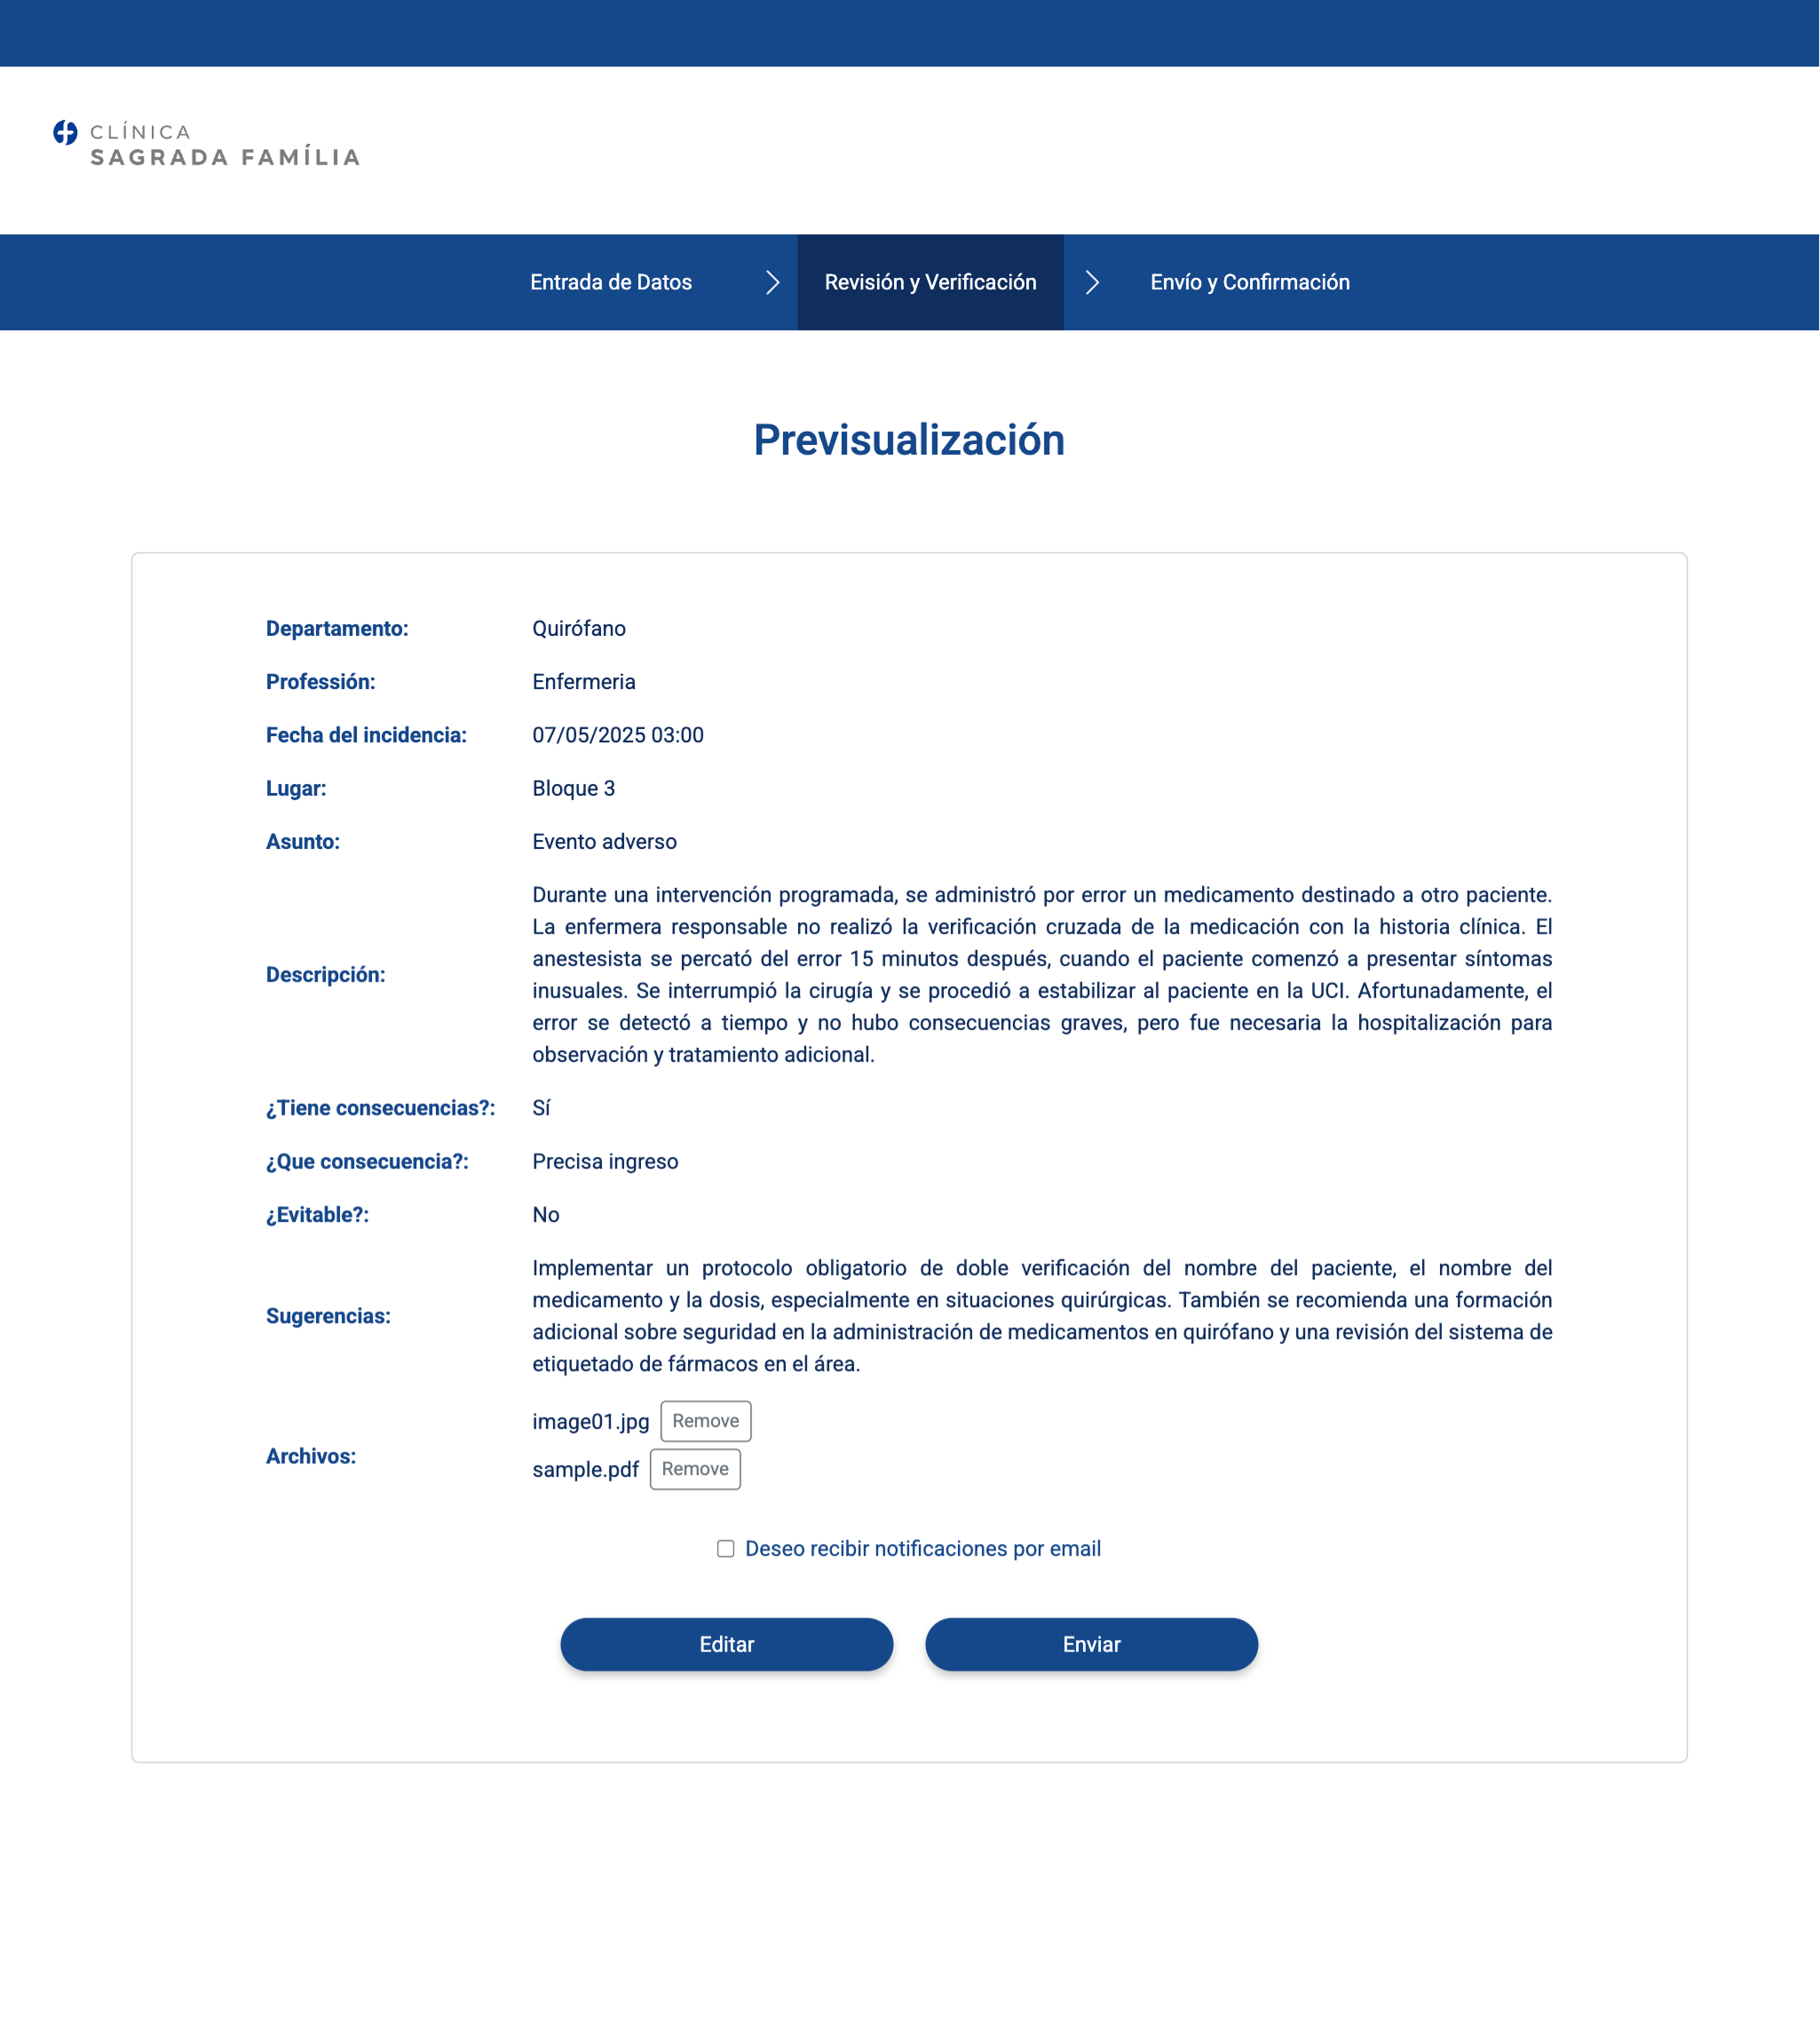 CLÍNICA
SAGRADA FAMÍLIA
Entrada de Datos
Revisión y Verificación
Envío y Confirmación
Previsualización
Departamento: Quirófano
Professión: Enfermeria
Fecha del incidencia: 07/05/2025 03:00
Lugar: Bloque 3
Asunto: Evento adverso
Descripción:
Durante una intervención programada, se administró por error un medicamento destinado a otro paciente.
La enfermera responsable no realizó la verificación cruzada de la medicación con la historia clínica. El
anestesista se percató del error 15 minutos después, cuando el paciente comenzó a presentar síntomas
inusuales. Se interrumpió la cirugía y se procedió a estabilizar al paciente en la UCI. Afortunadamente, el
error se detectó a tiempo y no hubo consecuencias graves, pero fue necesaria la hospitalización para
observación y tratamiento adicional.
¿Tiene consecuencias?: Sí
¿Que consecuencia?: Precisa ingreso
¿Evitable?: No
Sugerencias:
Implementar un protocolo obligatorio de doble verificación del nombre del paciente, el nombre del
medicamento y la dosis, especialmente en situaciones quirúrgicas. También se recomienda una formación
adicional sobre seguridad en la administración de medicamentos en quirófano y una revisión del sistema de
etiquetado de fármacos en el área.
Archivos:
image01.jpg Remove
sample.pdf Remove
Deseo recibir notificaciones por email
Editar
Enviar